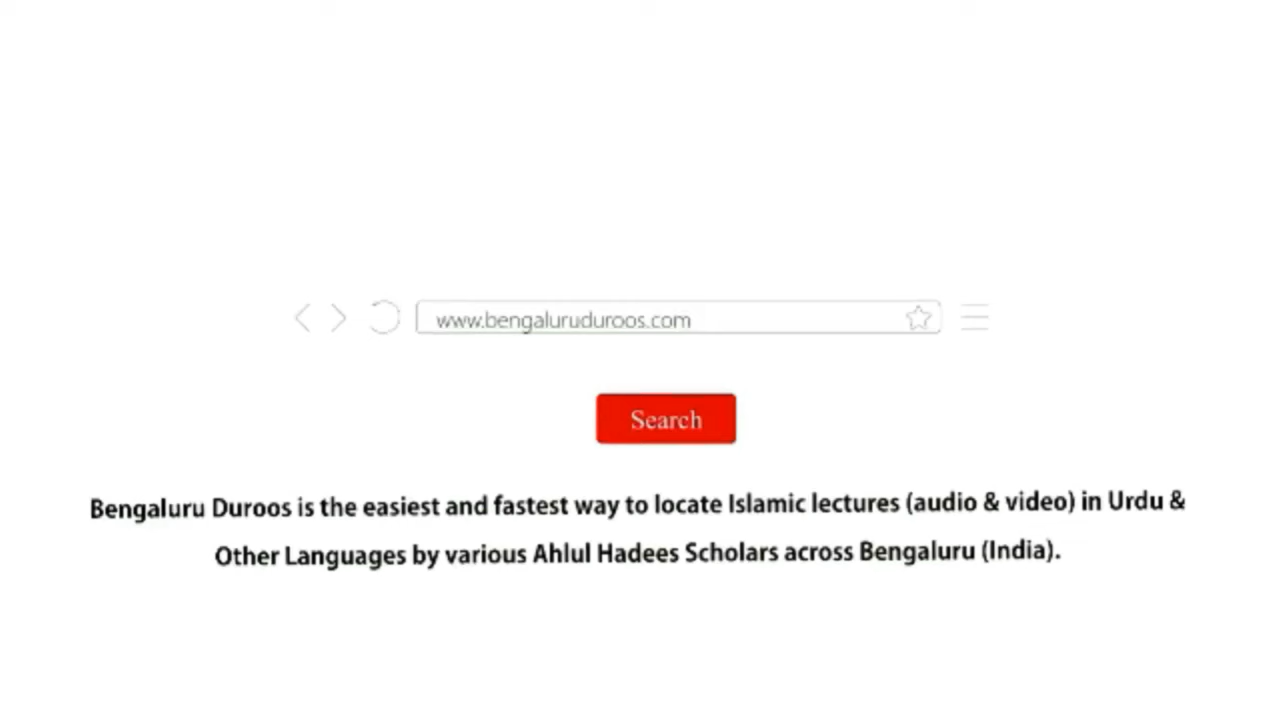 www.bengaluruduroos.com
Search
Bengaluru Duroos is the easiest and fastest way to locate Islamic lectures (audio & video) in Urdu &
Other Languages by various Ahlul Hadees Scholars across Bengaluru (India).